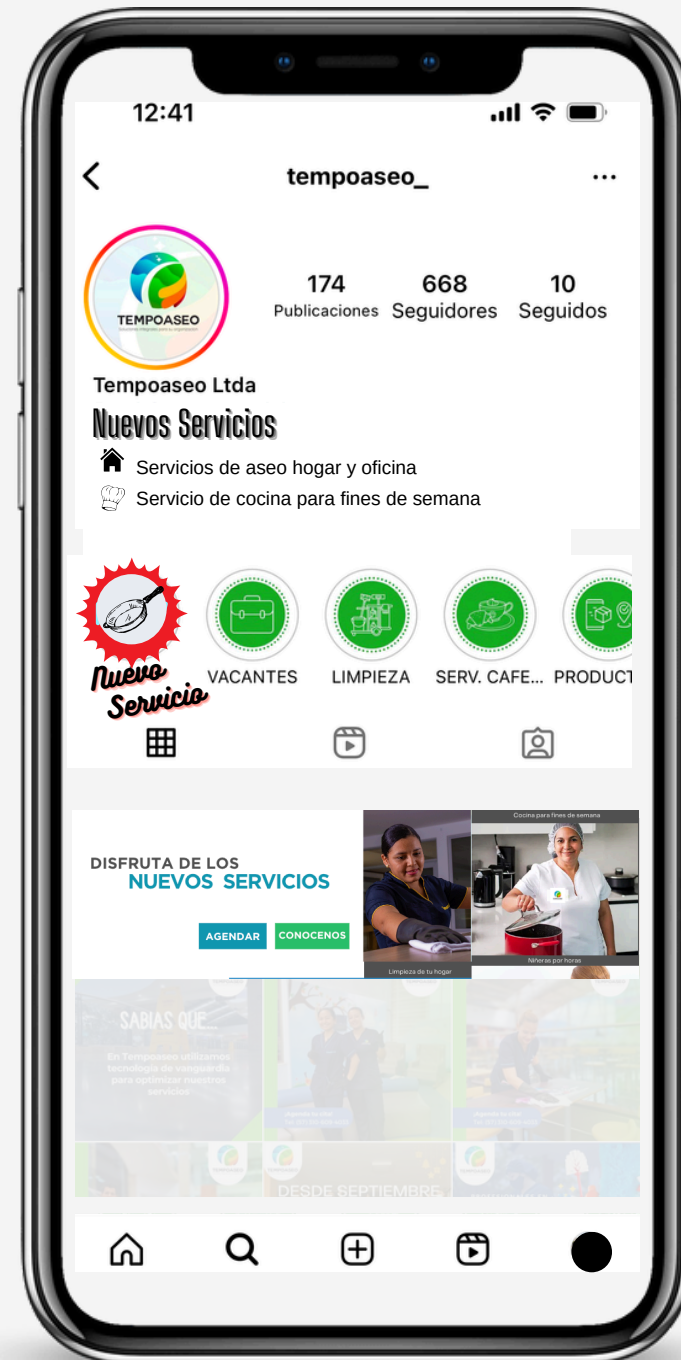 12:41
tempoaseo_
TEMPOASEO
174
Publicaciones
668
Seguidores
10
Seguidos
Tempoaseo Ltda
Nuevos Servicios
Servicios de aseo hogar y oficina
Servicio de cocina para fines de semana
Nuevo
Servicio
VACANTES
LIMPIEZA
SERV. CAFE...
PRODUCT
DISFRUTA DE LOS
NUEVOS SERVICIOS
AGENDAR
CONOCENOS
Limpieza de tu hogar
Cocina para fines de semana
Niñeras por horas
SABIAS QUE...
En Tempoaseo utilizamos
tecnología de vanguardia
para optimizar nuestros
servicios
DESDE SEPTIEMBRE